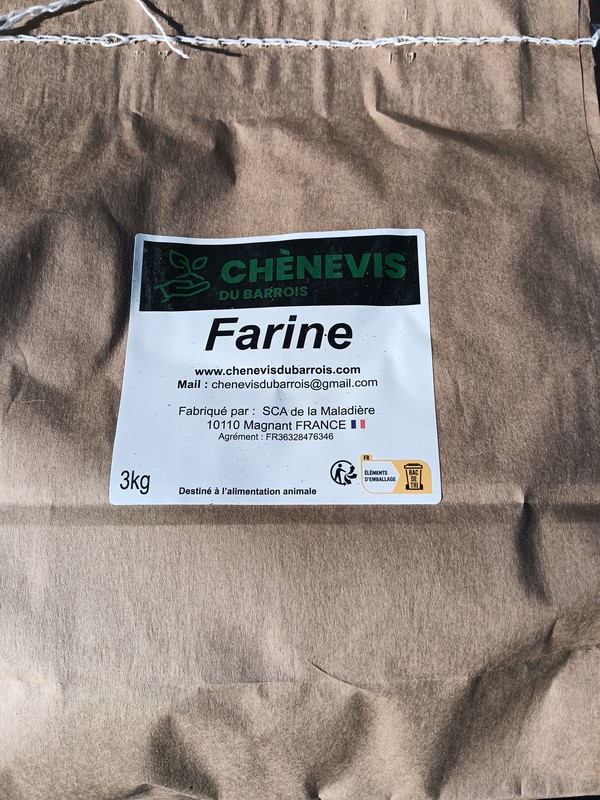 CHÈNEVIS
DU BARROIS
Farine
www.chenevisdubarrois.com
Mail : chenevisdubarrois@gmail.com
Fabriqué par : SCA de la Maladière
10110 Magnant FRANCE
Agrément : FR36328476346
3kg
Destiné à l'alimentation animale
FR
ÉLÉMENTS
D'EMBALLAGE
BAC
DE
TRI